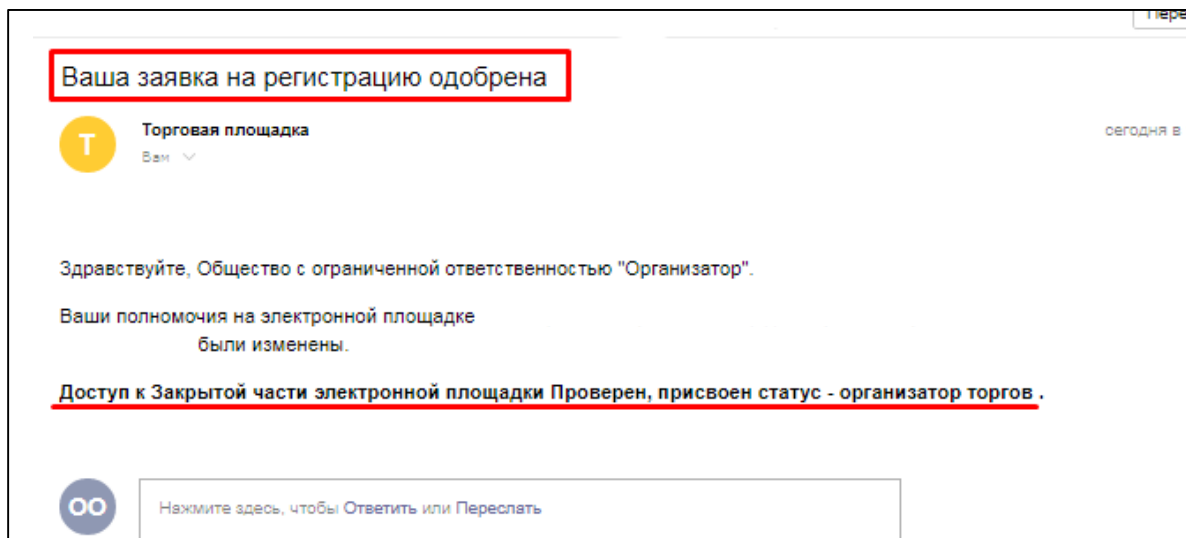 Ваша заявка на регистрацию одобрена
Т
Торговая площадка
сегодня в
Вам
Здравствуйте, Общество с ограниченной ответственностью "Организатор".
Ваши полномочия на электронной площадке
были изменены.
Доступ к Закрытой части электронной площадки Проверен, присвоен статус - организатор торгов .
ОО
Нажмите здесь, чтобы Ответить или Переслать